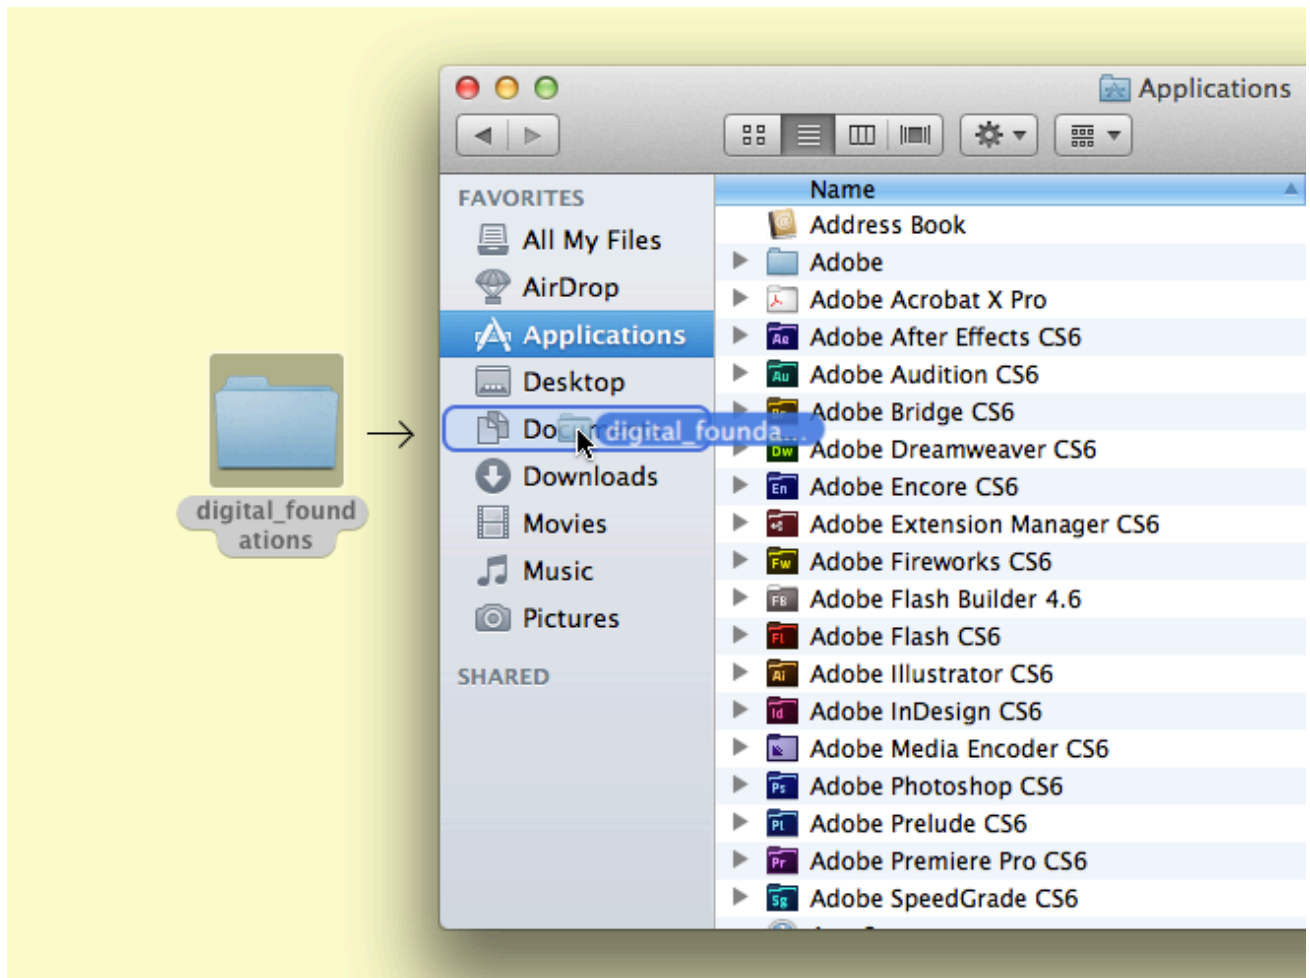 Applications
FAVORITES
All My Files
AirDrop
Applications
Desktop
digital_founda...
Downloads
Movies
Music
Pictures
SHARED
digital_found
ations
Name
Address Book
Adobe
Adobe Acrobat X Pro
Adobe After Effects CS6
Adobe Audition CS6
Adobe Bridge CS6
Adobe Dreamweaver CS6
Adobe Encore CS6
Adobe Extension Manager CS6
Adobe Fireworks CS6
Adobe Flash Builder 4.6
Adobe Flash CS6
Adobe Illustrator CS6
Adobe InDesign CS6
Adobe Media Encoder CS6
Adobe Photoshop CS6
Adobe Prelude CS6
Adobe Premiere Pro CS6
Adobe SpeedGrade CS6